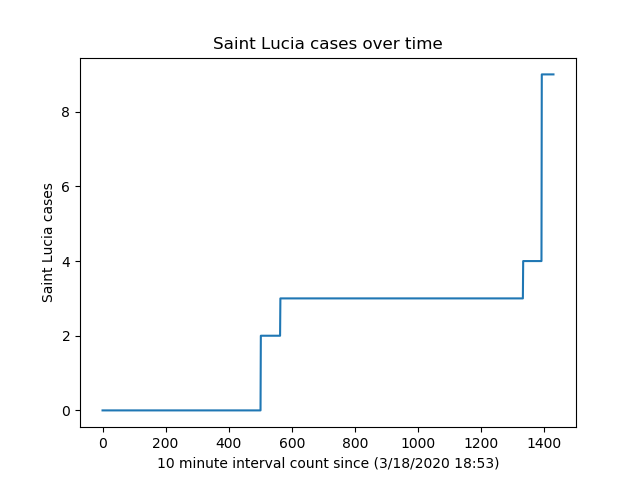 Saint Lucia cases over time
Saint Lucia cases
8
6
4
2
0
0 200 400 600 800 1000 1200 1400
10 minute interval count since (3/18/2020 18:53)